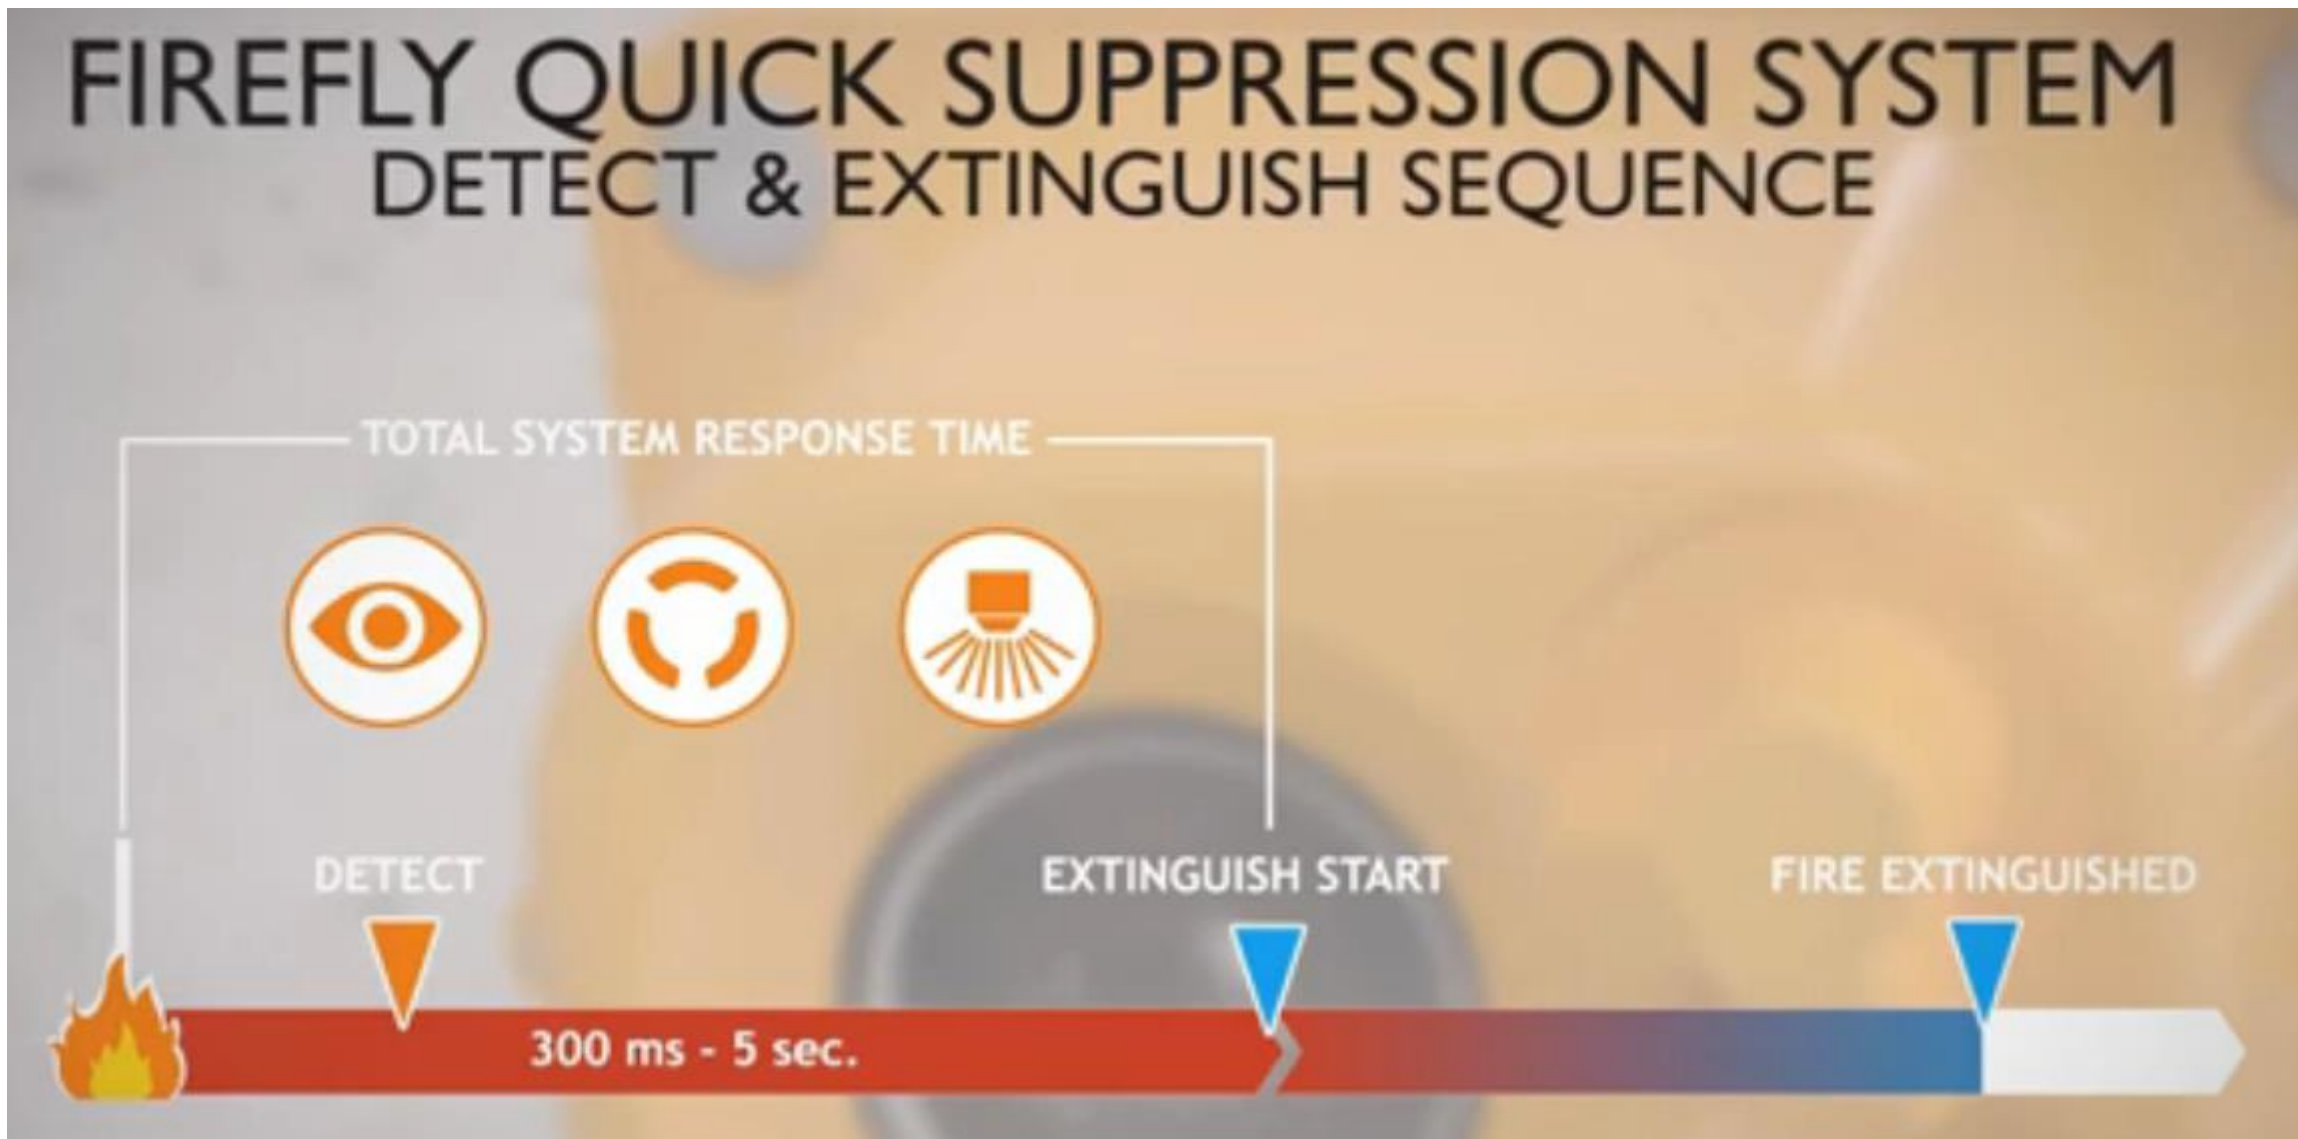 FIREFLY QUICK SUPPRESSION SYSTEM
DETECT & EXTINGUISH SEQUENCE
TOTAL SYSTEM RESPONSE TIME
DETECT
EXTINGUISH START
FIRE EXTINGUISHED
300 ms - 5 sec.